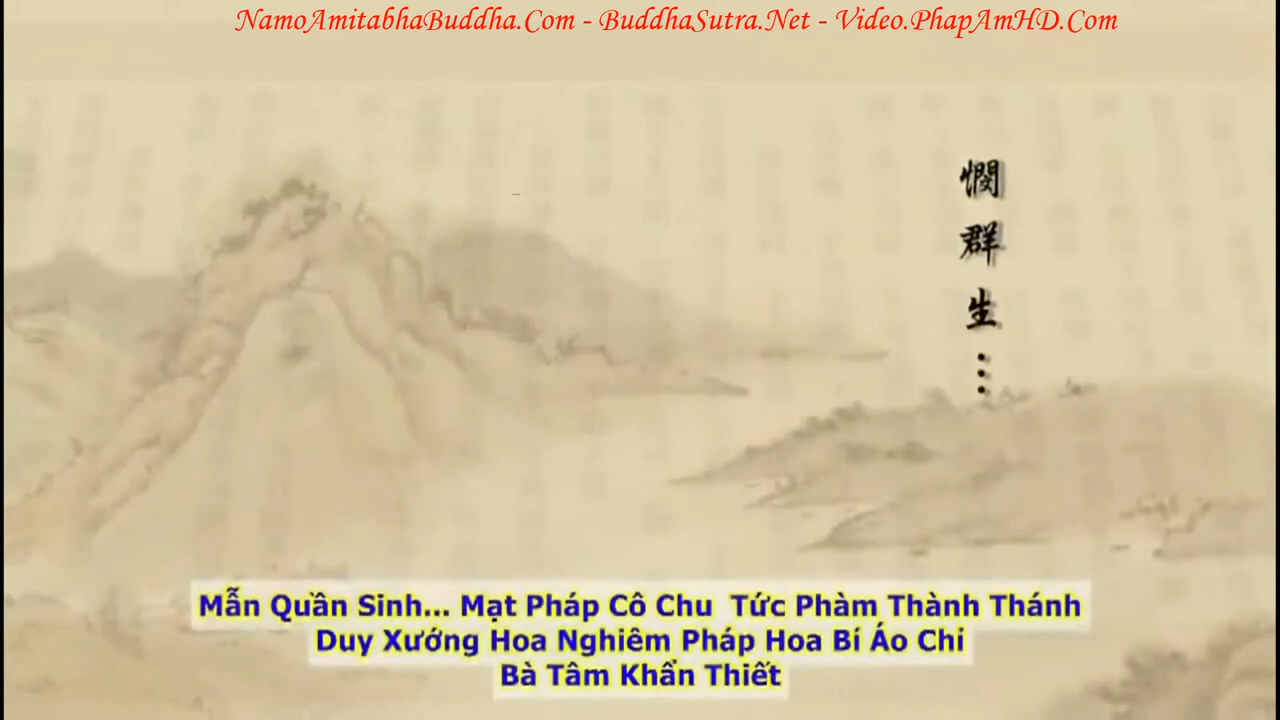 NamoAmitabhaBuddha.Com - BuddhaSutra.Net - Video.PhapAmHD.Com
憫群生…
Mẫn Quần Sinh... Mạt Pháp Cô Chu  Tức Phàm Thành Thánh
Duy Xướng Hoa Nghiêm Pháp Hoa Bí Áo Chỉ
Bà Tâm Khẩn Thiết